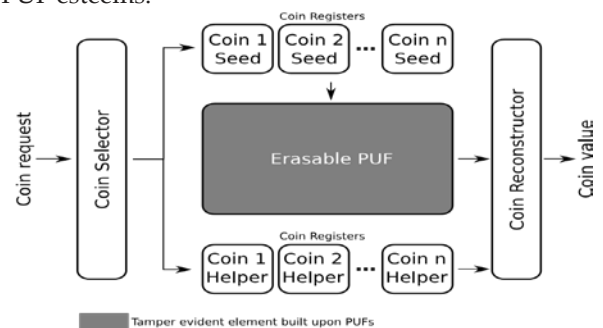 PUF esteems.
Coin Registers
Coin 1 Seed
Coin 2 Seed
...
Coin n Seed
Coin request
Coin Selector
Erasable PUF
Coin Reconstructor
Coin value
Coin Registers
Coin 1 Helper
Coin 2 Helper
...
Coin n Helper
Tamper evident element built upon PUFs